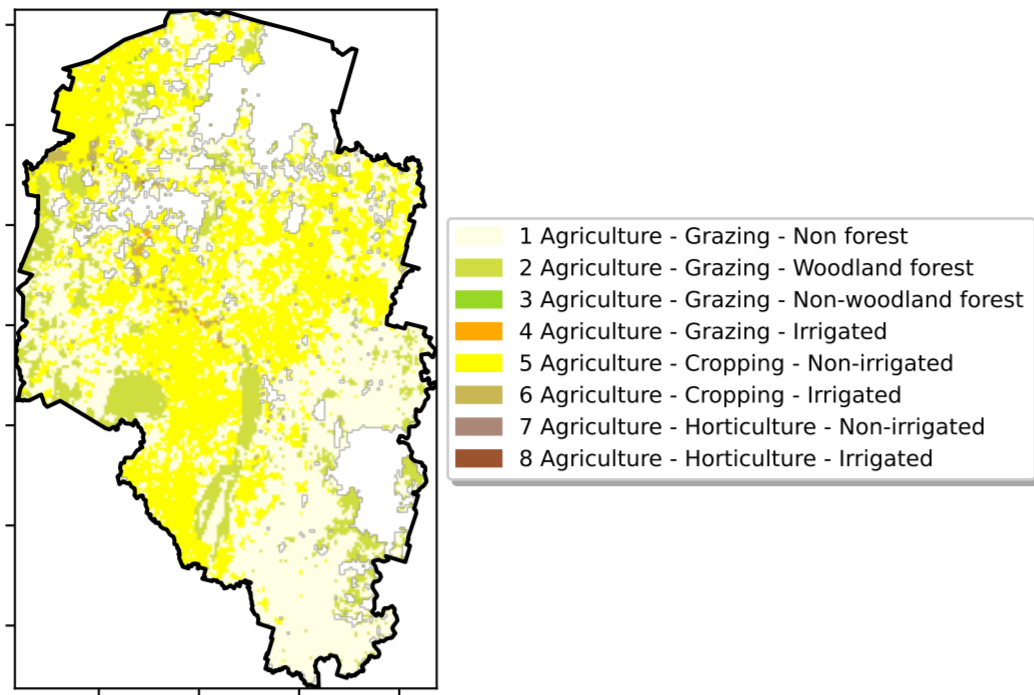 1 Agriculture - Grazing - Non forest
2 Agriculture - Grazing - Woodland forest
3 Agriculture - Grazing - Non-woodland forest
4 Agriculture - Grazing - Irrigated
5 Agriculture - Cropping - Non-irrigated
6 Agriculture - Cropping - Irrigated
7 Agriculture - Horticulture - Non-irrigated
8 Agriculture - Horticulture - Irrigated